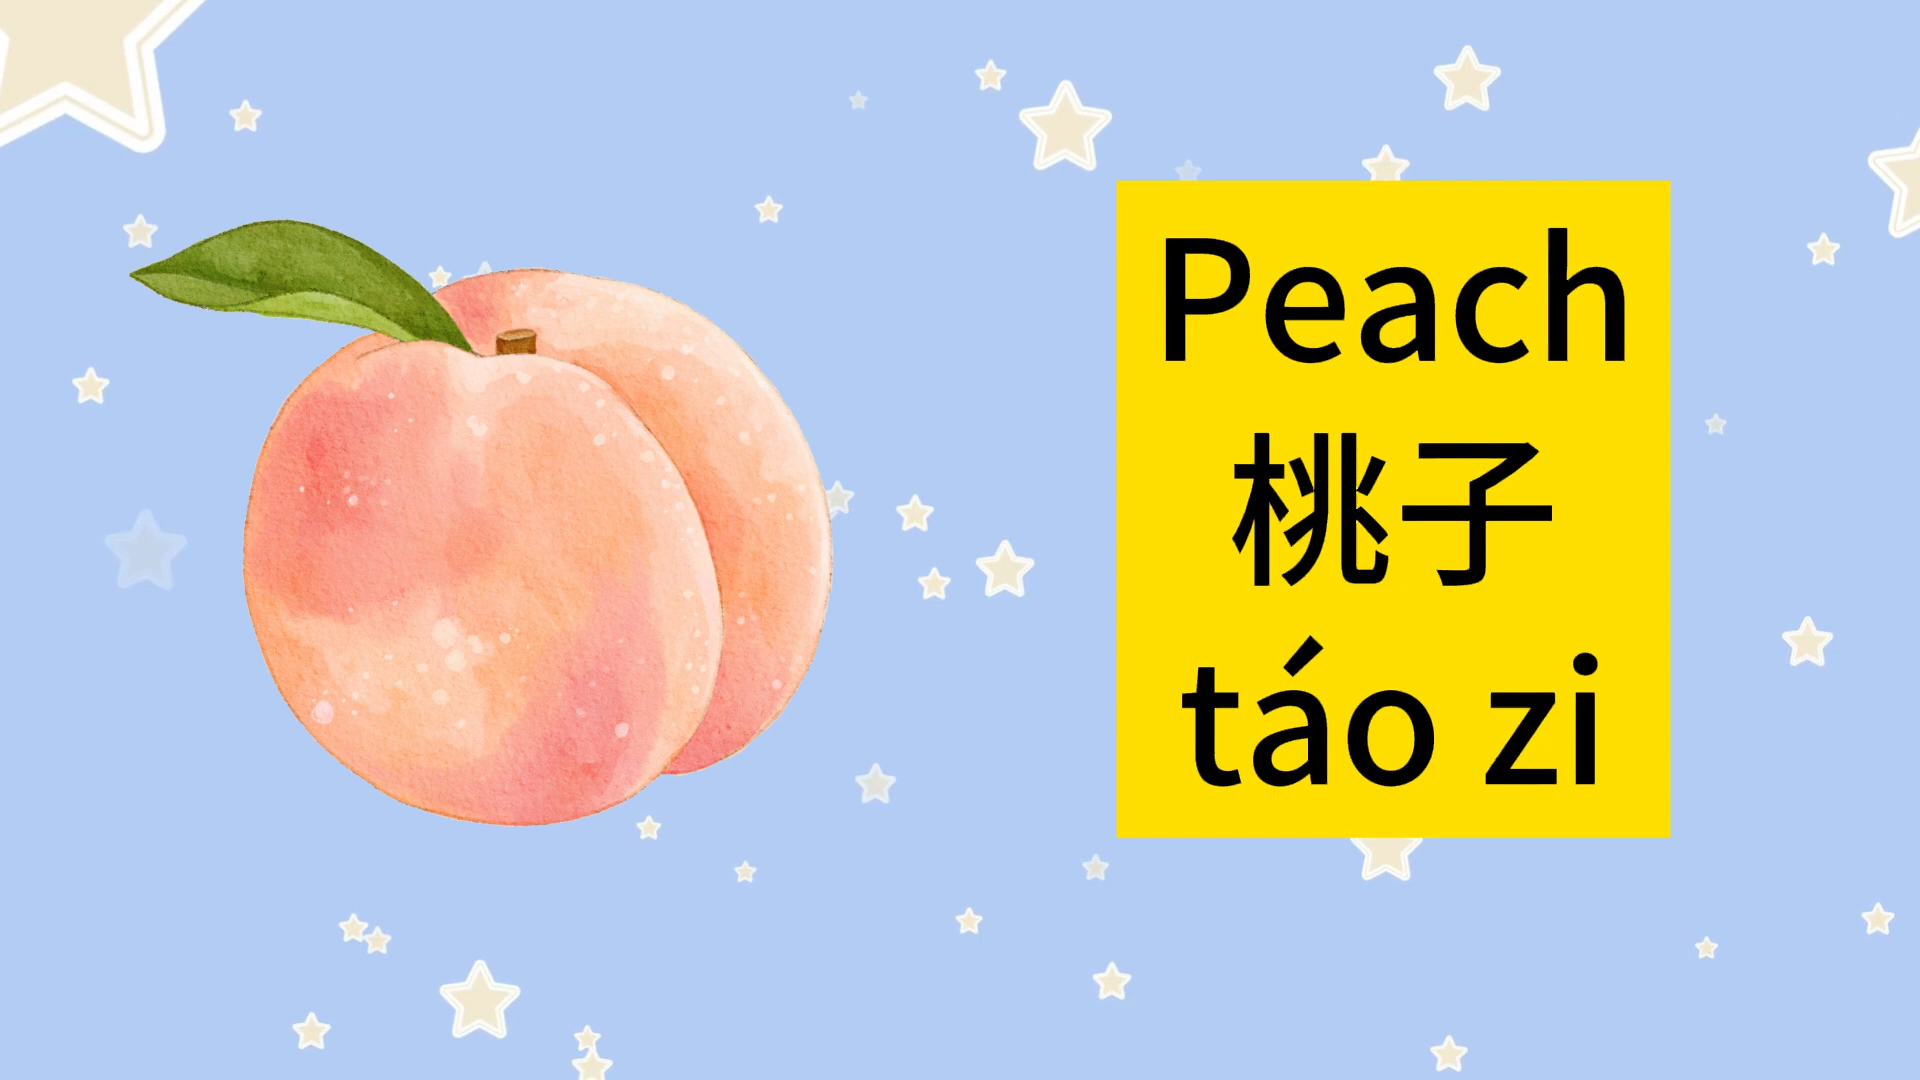 Peach
桃子
táo zi